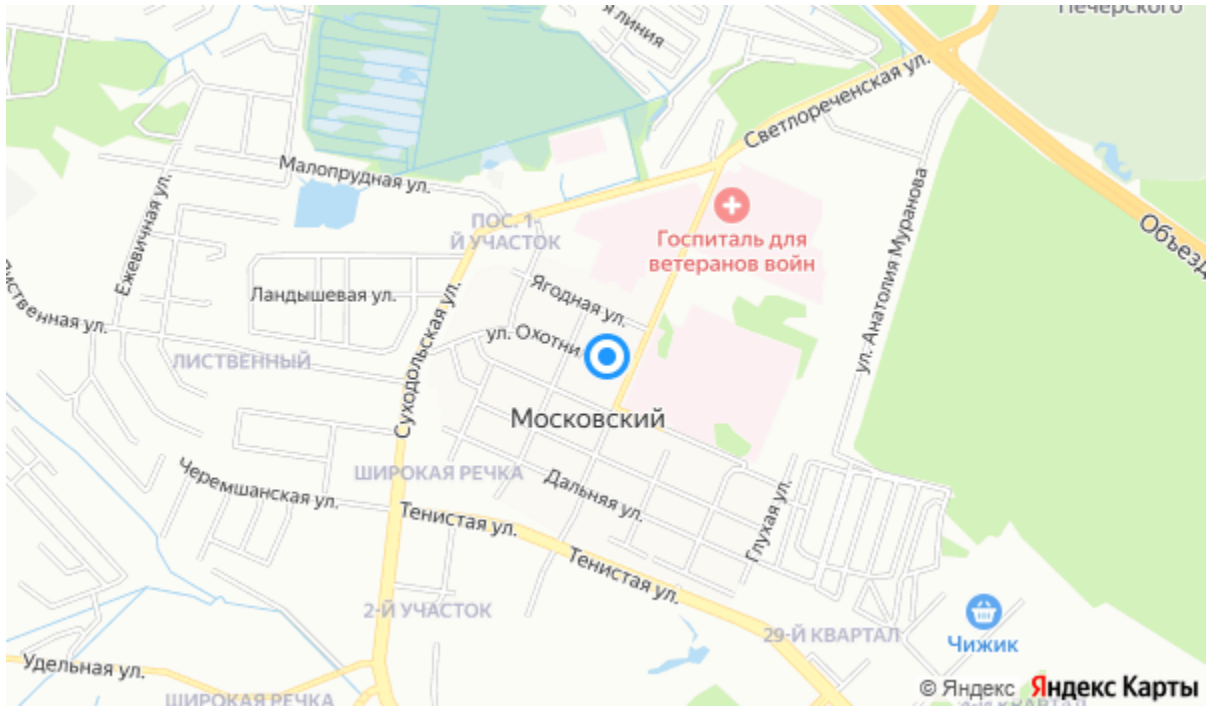 Печерского
я линия
Светлореченская ул.
Малопрудная ул.
Ежевичная ул.
ПОС. 1-
Й УЧАСТОК
Госпиталь для
ветеранов войн
ул. Анатолия Муранова
Объезд
Ягодная ул.
Ландышевая ул.
ственная ул.
ул. Охотни
ЛИСТВЕННЫЙ
Суходольская ул.
Московский
ШИРОКАЯ РЕЧКА
Черемшанская ул.
Дальняя ул.
Глухая ул.
Тенистая ул.
Тенистая ул.
2-Й УЧАСТОК
29-Й КВАРТАЛ
Чижик
Удельная ул.
ШИРОКАЯ РЕЧКА
© Яндекс Яндекс Карты